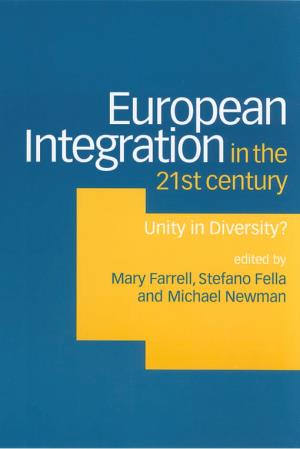 European
Integration in the
21st century
Unity in Diversity?
edited by
Mary Farrell, Stefano Fella
and Michael Newman